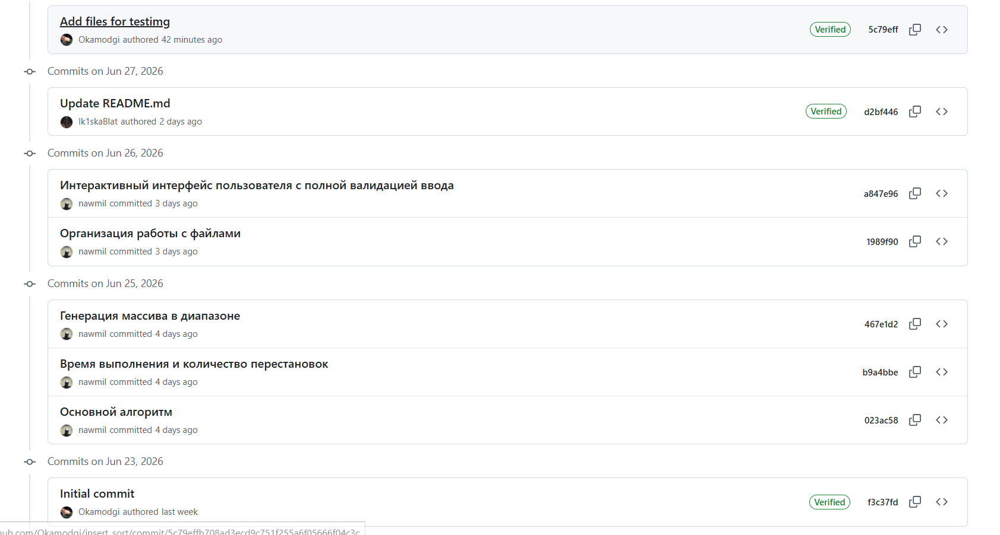 Add files for testimg
Okamodgi authored 42 minutes ago
Verified
5c79eff
Commits on Jun 27, 2026
Update README.md
lk1skaBlat authored 2 days ago
Verified
d2bf446
Commits on Jun 26, 2026
Интерактивный интерфейс пользователя с полной валидацией ввода
nawmil committed 3 days ago
a847e96
Организация работы с файлами
nawmil committed 3 days ago
1989f90
Commits on Jun 25, 2026
Генерация массива в диапазоне
nawmil committed 4 days ago
467e1d2
Время выполнения и количество перестановок
nawmil committed 4 days ago
b9a4bbe
Основной алгоритм
nawmil committed 4 days ago
023ac58
Commits on Jun 23, 2026
Initial commit
Okamodgi authored last week
Verified
f3c37fd
hub.com/Okamodgi/insert_sort/commit/5c79effb708ad3ecd9c751f255a6f05666f04c3c